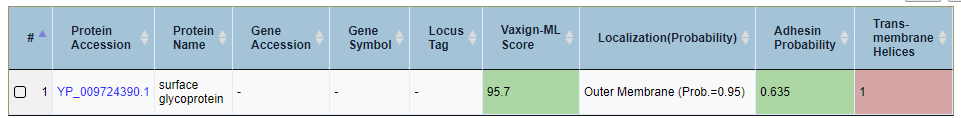 # Protein Accession Protein Name Gene Accession Gene Symbol Locus Tag Vaxign-ML Score Localization(Probability) Adhesin Probability Trans-membrane Helices
1 YP_009724390.1 surface glycoprotein - - - 95.7 Outer Membrane (Prob.=0.95) 0.635 1